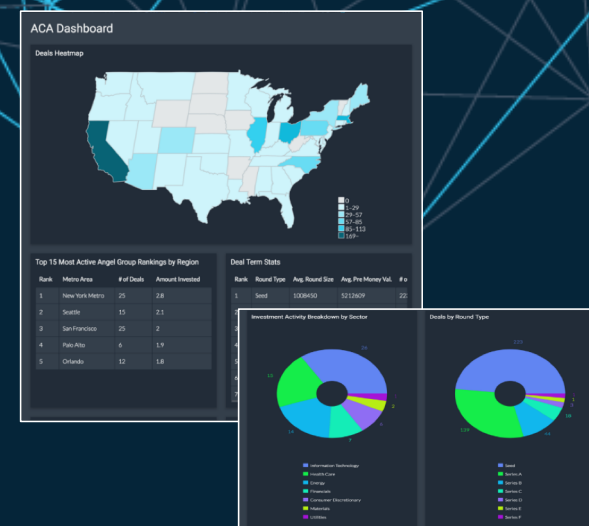 ACA Dashboard
Deals Heatmap
0
1-29
29-57
57-85
85-113
169-
Top 15 Most Active Angel Group Rankings by Region
Rank Metro Area # of Deals Amount Invested
1 New York Metro 25 2.8
2 Seattle 15 2.1
3 San Francisco 25 2
4 Palo Alto 6 1.9
5 Orlando 12 1.8
Deal Term Stats
Rank Round Type Avg. Round Size Avg. Pre Money Val. # o
1 Seed 1008450 5212609
Investment Activity Breakdown by Sector
14
7
2
Information Technology
Health Care
Energy
Financials
Consumer Discretionary
Materials
Utilities
Deals by Round Type
1
Seed
Series A
Series B
Series C
Series D
Series E
Series F